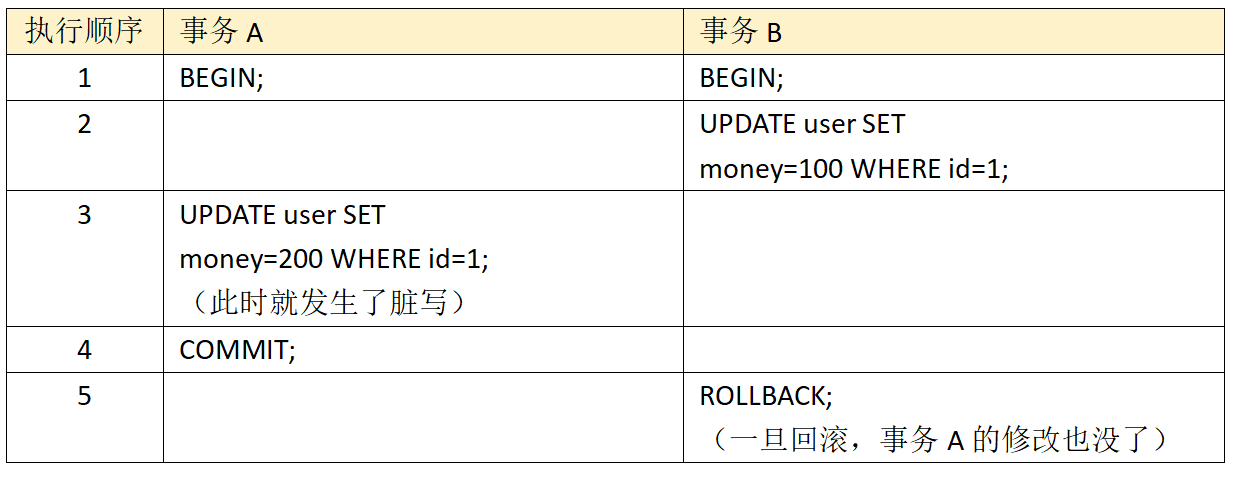 执行顺序 事务 A 事务 B
1 BEGIN; BEGIN;
2 UPDATE user SET
money=100 WHERE id=1;
3 UPDATE user SET
money=200 WHERE id=1;
（此时就发生了脏写）
4 COMMIT;
5 ROLLBACK;
（一旦回滚，事务 A 的修改也没了）